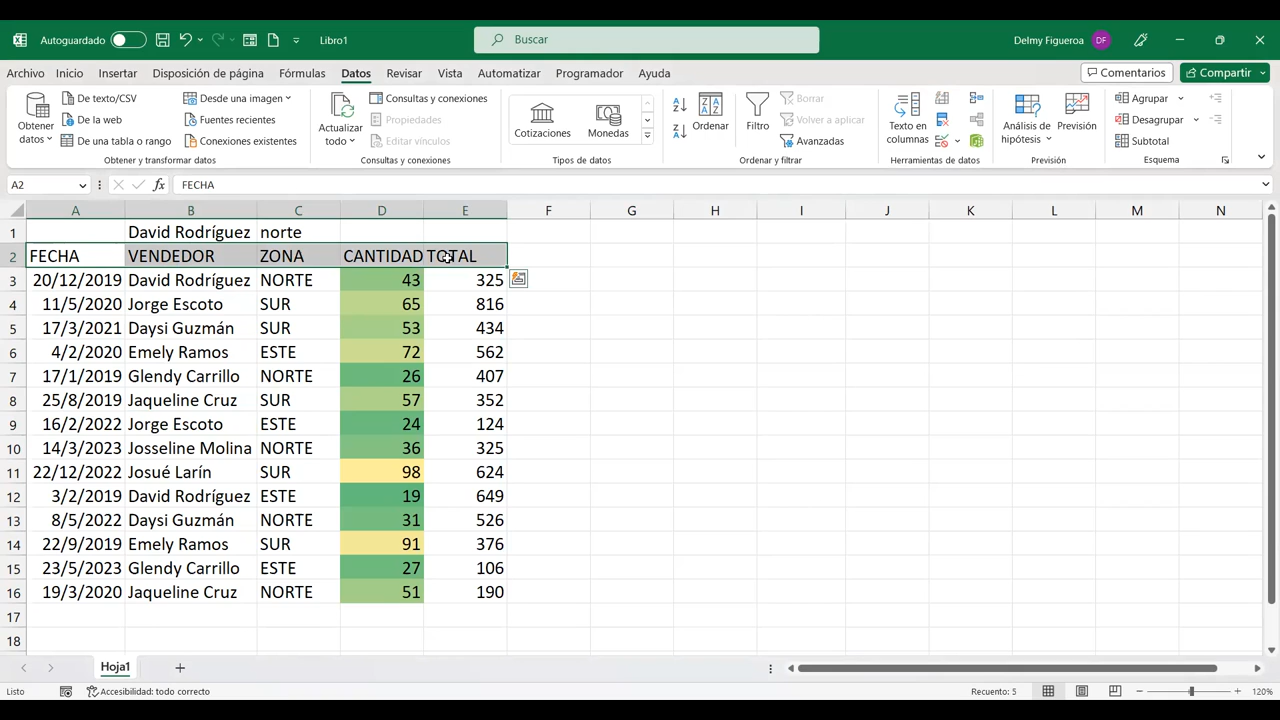 Autoguardado
Libro1
Buscar
Delmy Figueroa
DF
Archivo
Inicio
Insertar
Disposición de página
Fórmulas
Datos
Revisar
Vista
Automatizar
Programador
Ayuda
Comentarios
Compartir
Obtener datos
De texto/CSV
De la web
De una tabla o rango
Desde una imagen
Fuentes recientes
Conexiones existentes
Obtener y transformar datos
Actualizar todo
Consultas y conexiones
Propiedades
Editar vínculos
Consultas y conexiones
Cotizaciones
Monedas
Tipos de datos
Ordenar
Filtro
Borrar
Volver a aplicar
Avanzadas
Ordenar y filtrar
Texto en columnas
Herramientas de datos
Análisis de hipótesis
Previsión
Previsión
Agrupar
Desagrupar
Subtotal
Esquema
A2
fx
FECHA
A B C D E F G H I J K L M N
1 David Rodríguez norte
2 FECHA VENDEDOR ZONA CANTIDAD TOTAL
3 20/12/2019 David Rodríguez NORTE 43 325
4 11/5/2020 Jorge Escoto SUR 65 816
5 17/3/2021 Daysi Guzmán SUR 53 434
6 4/2/2020 Emely Ramos ESTE 72 562
7 17/1/2019 Glendy Carrillo NORTE 26 407
8 25/8/2019 Jaqueline Cruz SUR 57 352
9 16/2/2022 Jorge Escoto ESTE 24 124
10 14/3/2023 Josseline Molina NORTE 36 325
11 22/12/2022 Josué Larín SUR 98 624
12 3/2/2019 David Rodríguez ESTE 19 649
13 8/5/2022 Daysi Guzmán NORTE 31 526
14 22/9/2019 Emely Ramos SUR 91 376
15 23/5/2023 Glendy Carrillo ESTE 27 106
16 19/3/2020 Jaqueline Cruz NORTE 51 190
17
18
Hoja1
Listo
Accesibilidad: todo correcto
Recuento: 5
120%